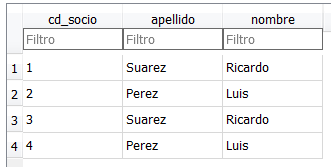 cd_socio apellido nombre
Filtro Filtro Filtro
1 1 Suarez Ricardo
2 2 Perez Luis
3 3 Suarez Ricardo
4 4 Perez Luis